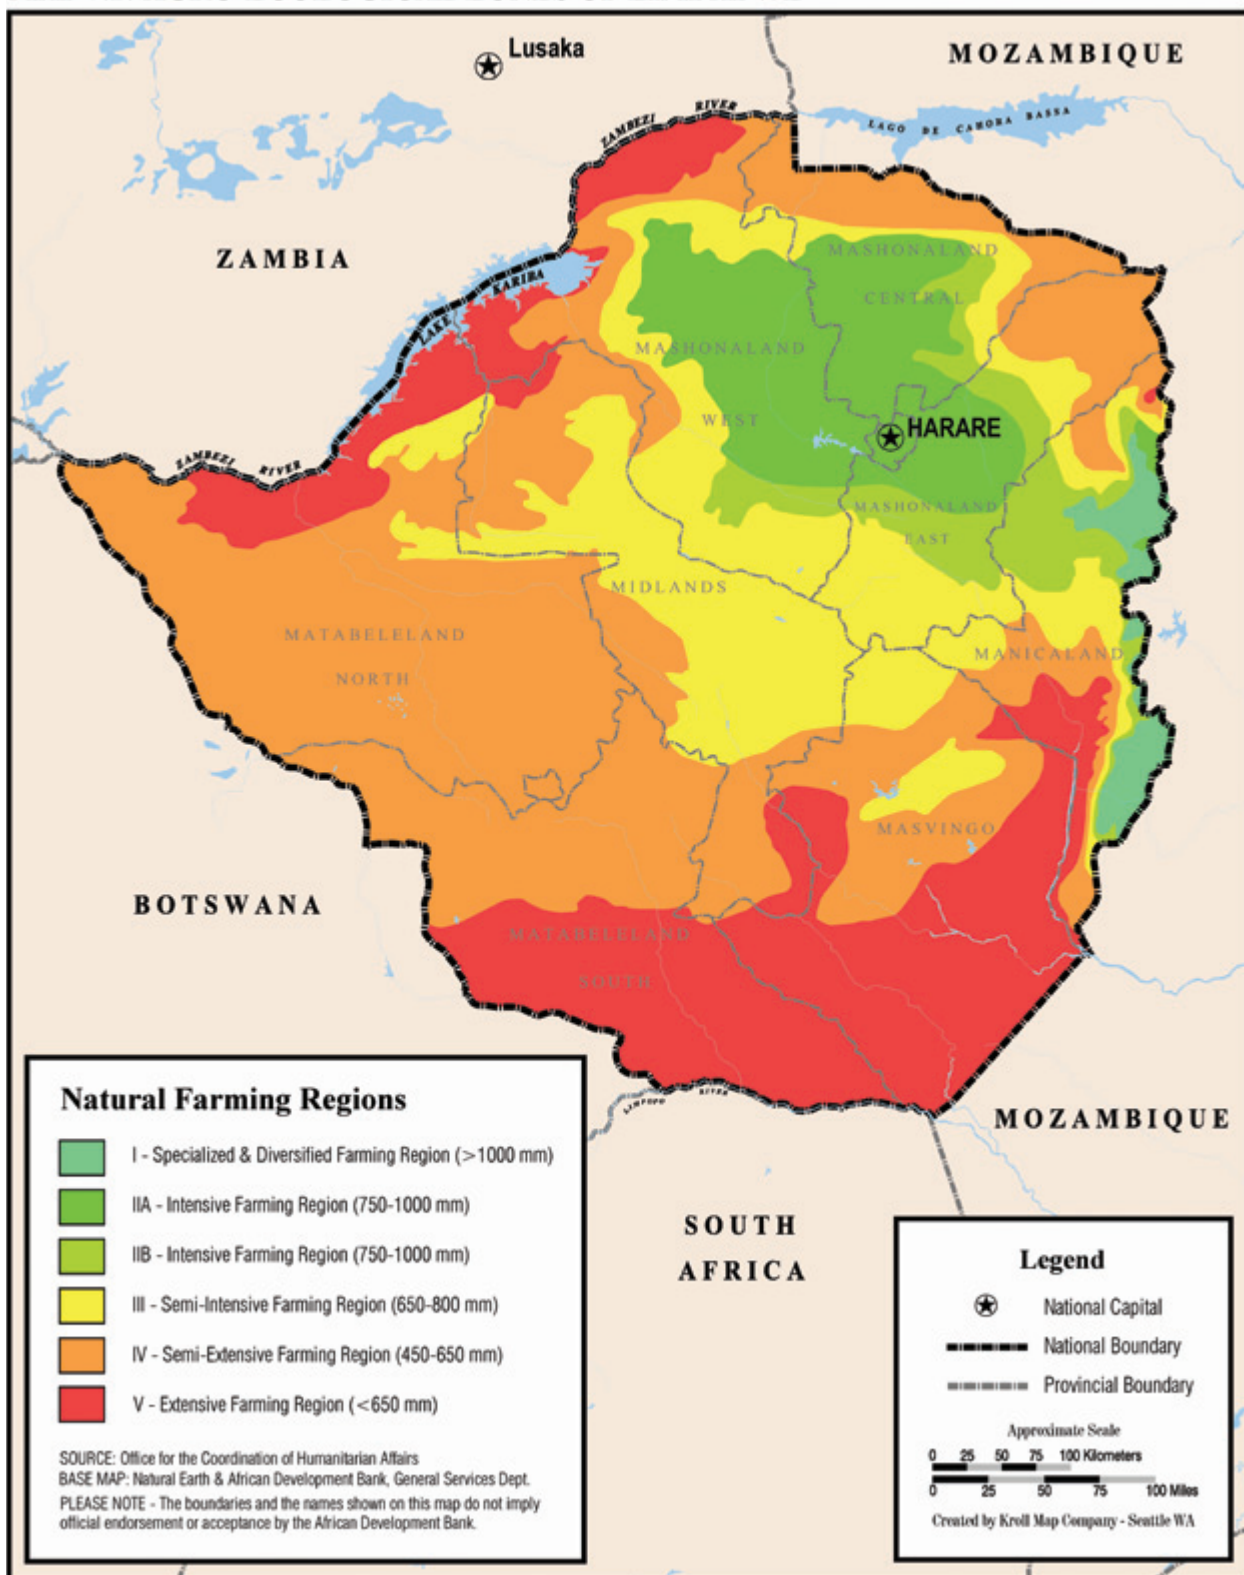 Lusaka
MOZAMBIQUE
ZAMBEZI RIVER
LAGO DE CAHORA BASSA
ZAMBIA
MASHONALAND
CENTRAL
LAKE KARIBA
MASHONALAND
WEST
HARARE
ZAMBEZI RIVER
MASHONALAND
EAST
MIDLANDS
MATABELELAND
NORTH
MANICALAND
MASVINGO
BOTSWANA
MATABELELAND
SOUTH
LIMPOPO RIVER
MOZAMBIQUE
SOUTH
AFRICA
Natural Farming Regions
I - Specialized & Diversified Farming Region (>1000 mm)
IIA - Intensive Farming Region (750-1000 mm)
IIB - Intensive Farming Region (750-1000 mm)
III - Semi-Intensive Farming Region (650-800 mm)
IV - Semi-Extensive Farming Region (450-650 mm)
V - Extensive Farming Region (<650 mm)
SOURCE: Office for the Coordination of Humanitarian Affairs
BASE MAP: Natural Earth & African Development Bank, General Services Dept.
PLEASE NOTE - The boundaries and the names shown on this map do not imply
official endorsement or acceptance by the African Development Bank.
Legend
National Capital
National Boundary
Provincial Boundary
Approximate Scale
0 25 50 75 100 Kilometers
0 25 50 75 100 Miles
Created by Kroll Map Company - Seattle WA